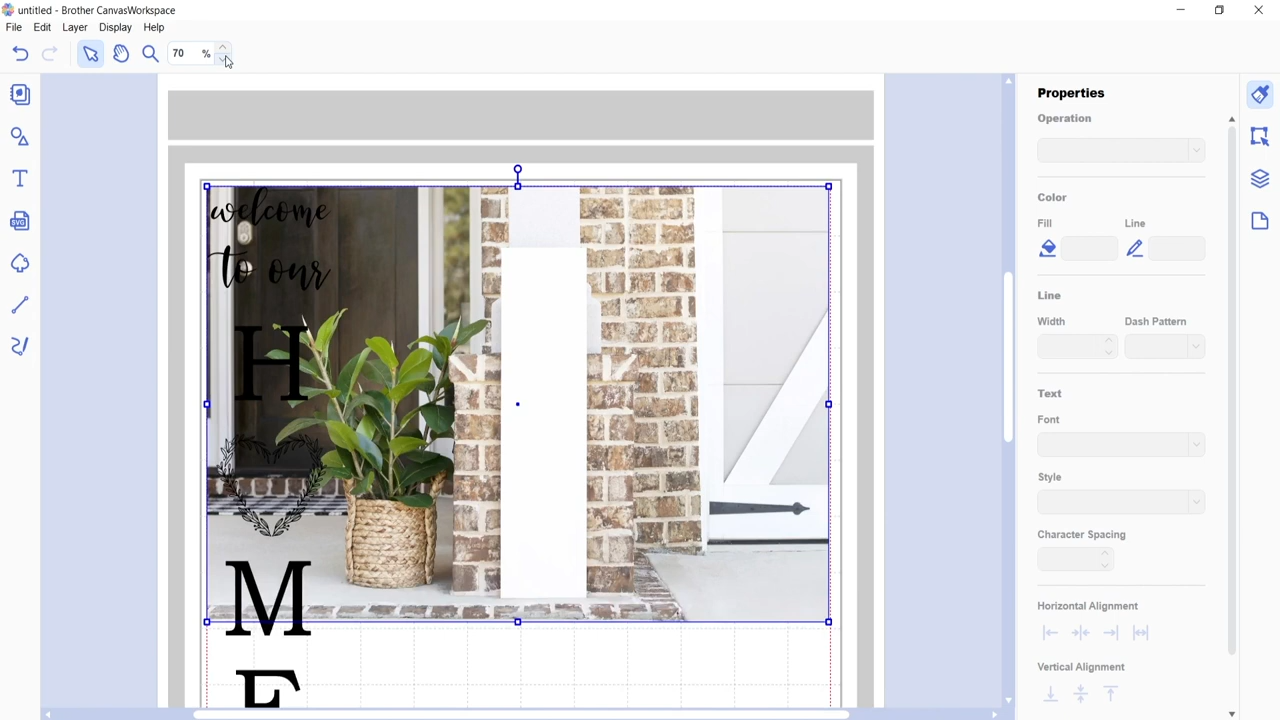 untitled - Brother CanvasWorkspace
File Edit Layer Display Help
70 %
Properties
Operation
Color
Fill Line
Line
Width Dash Pattern
Text
Font
Style
Character Spacing
Horizontal Alignment
Vertical Alignment
SVG
T
welcome
to our
H
M
E